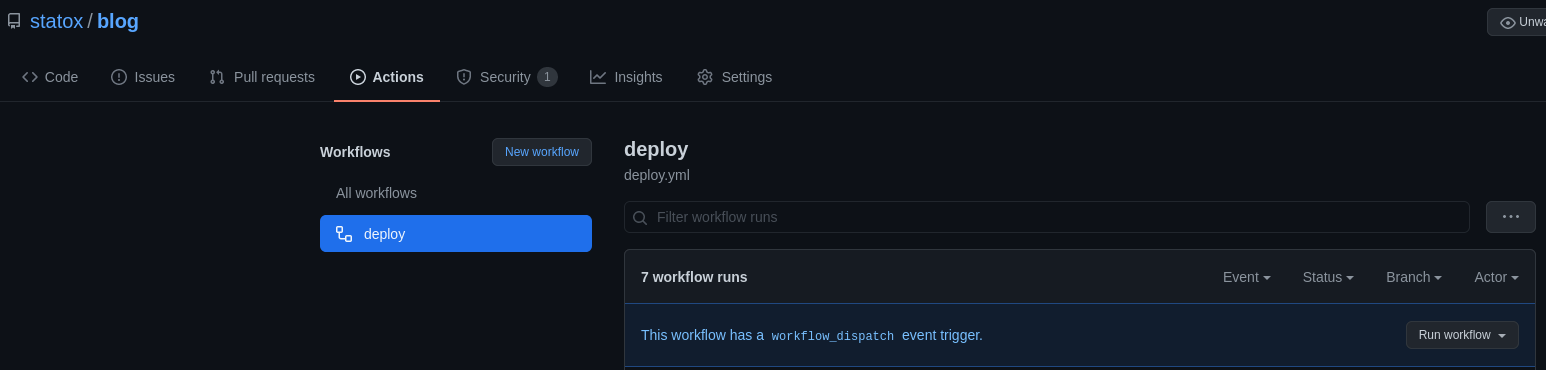 statox / blog
Unwa
Code Issues Pull requests Actions Security 1 Insights Settings
Workflows
New workflow
All workflows
deploy
deploy
deploy.yml
Filter workflow runs
7 workflow runs
Event Status Branch Actor
This workflow has a workflow_dispatch event trigger.
Run workflow